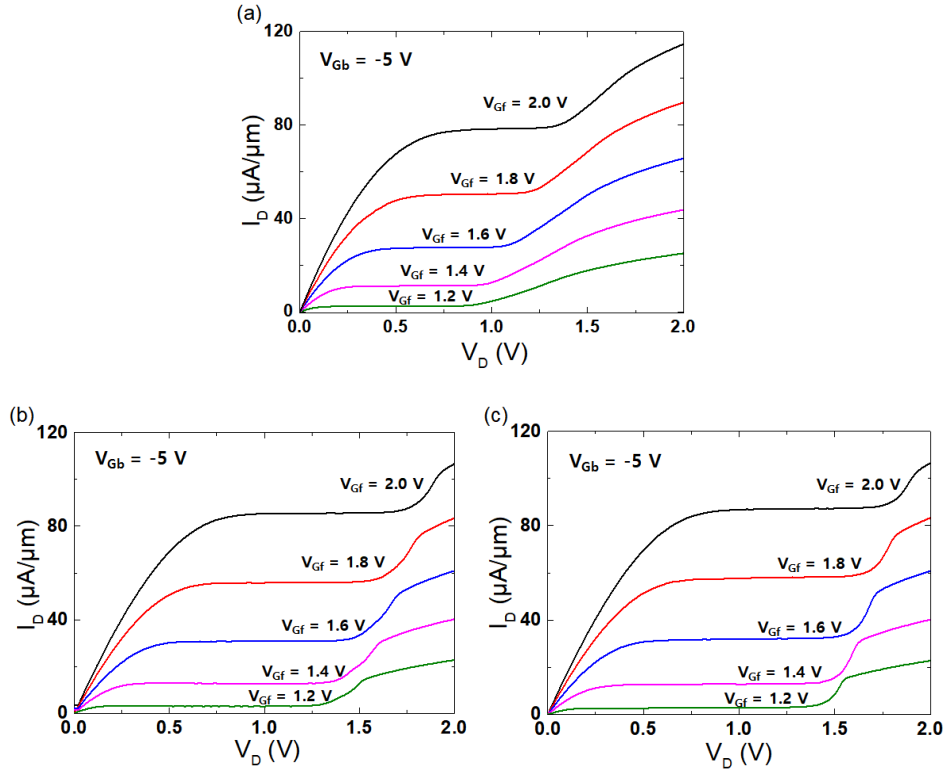 (a)
120
80
40
0
I_D (μA/μm)
V_Gb = -5 V
V_Gf = 2.0 V
V_Gf = 1.8 V
V_Gf = 1.6 V
V_Gf = 1.4 V
V_Gf = 1.2 V
0.0 0.5 1.0 1.5 2.0
V_D (V)
(b)
120
80
40
0
I_D (μA/μm)
V_Gb = -5 V
V_Gf = 2.0 V
V_Gf = 1.8 V
V_Gf = 1.6 V
V_Gf = 1.4 V
V_Gf = 1.2 V
0.0 0.5 1.0 1.5 2.0
V_D (V)
(c)
120
80
40
0
I_D (μA/μm)
V_Gb = -5 V
V_Gf = 2.0 V
V_Gf = 1.8 V
V_Gf = 1.6 V
V_Gf = 1.4 V
V_Gf = 1.2 V
0.0 0.5 1.0 1.5 2.0
V_D (V)